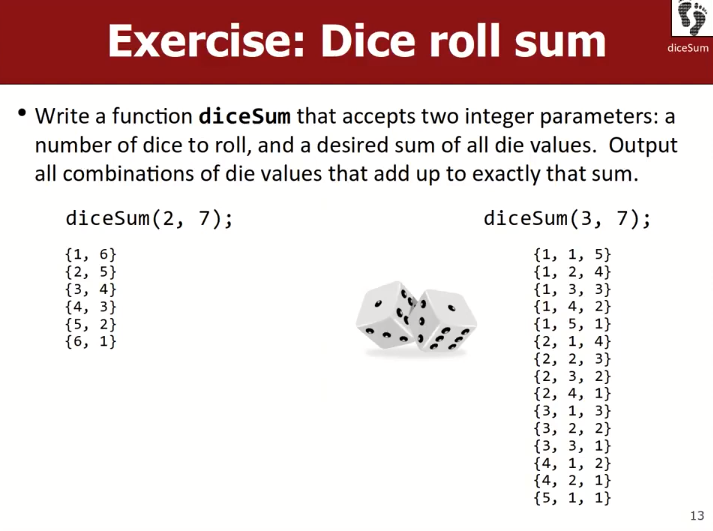 Exercise: Dice roll sum
diceSum
• Write a function diceSum that accepts two integer parameters: a
number of dice to roll, and a desired sum of all die values.  Output
all combinations of die values that add up to exactly that sum.
diceSum(2, 7);
{1, 6}
{2, 5}
{3, 4}
{4, 3}
{5, 2}
{6, 1}
diceSum(3, 7);
{1, 1, 5}
{1, 2, 4}
{1, 3, 3}
{1, 4, 2}
{1, 5, 1}
{2, 1, 4}
{2, 2, 3}
{2, 3, 2}
{2, 4, 1}
{3, 1, 3}
{3, 2, 2}
{3, 3, 1}
{4, 1, 2}
{4, 2, 1}
{5, 1, 1}
13